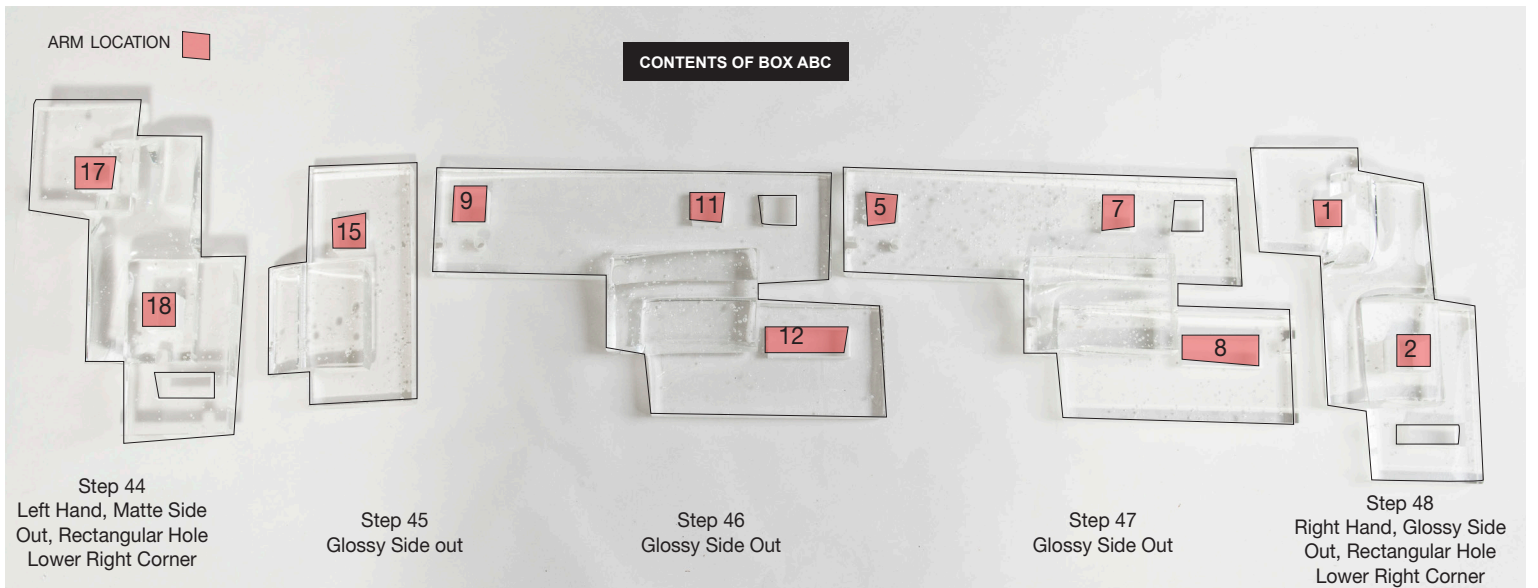 ARM LOCATION
CONTENTS OF BOX ABC
17
18
15
9
11
12
5
7
8
1
2
Step 44
Left Hand, Matte Side
Out, Rectangular Hole
Lower Right Corner
Step 45
Glossy Side out
Step 46
Glossy Side Out
Step 47
Glossy Side Out
Step 48
Right Hand, Glossy Side
Out, Rectangular Hole
Lower Right Corner